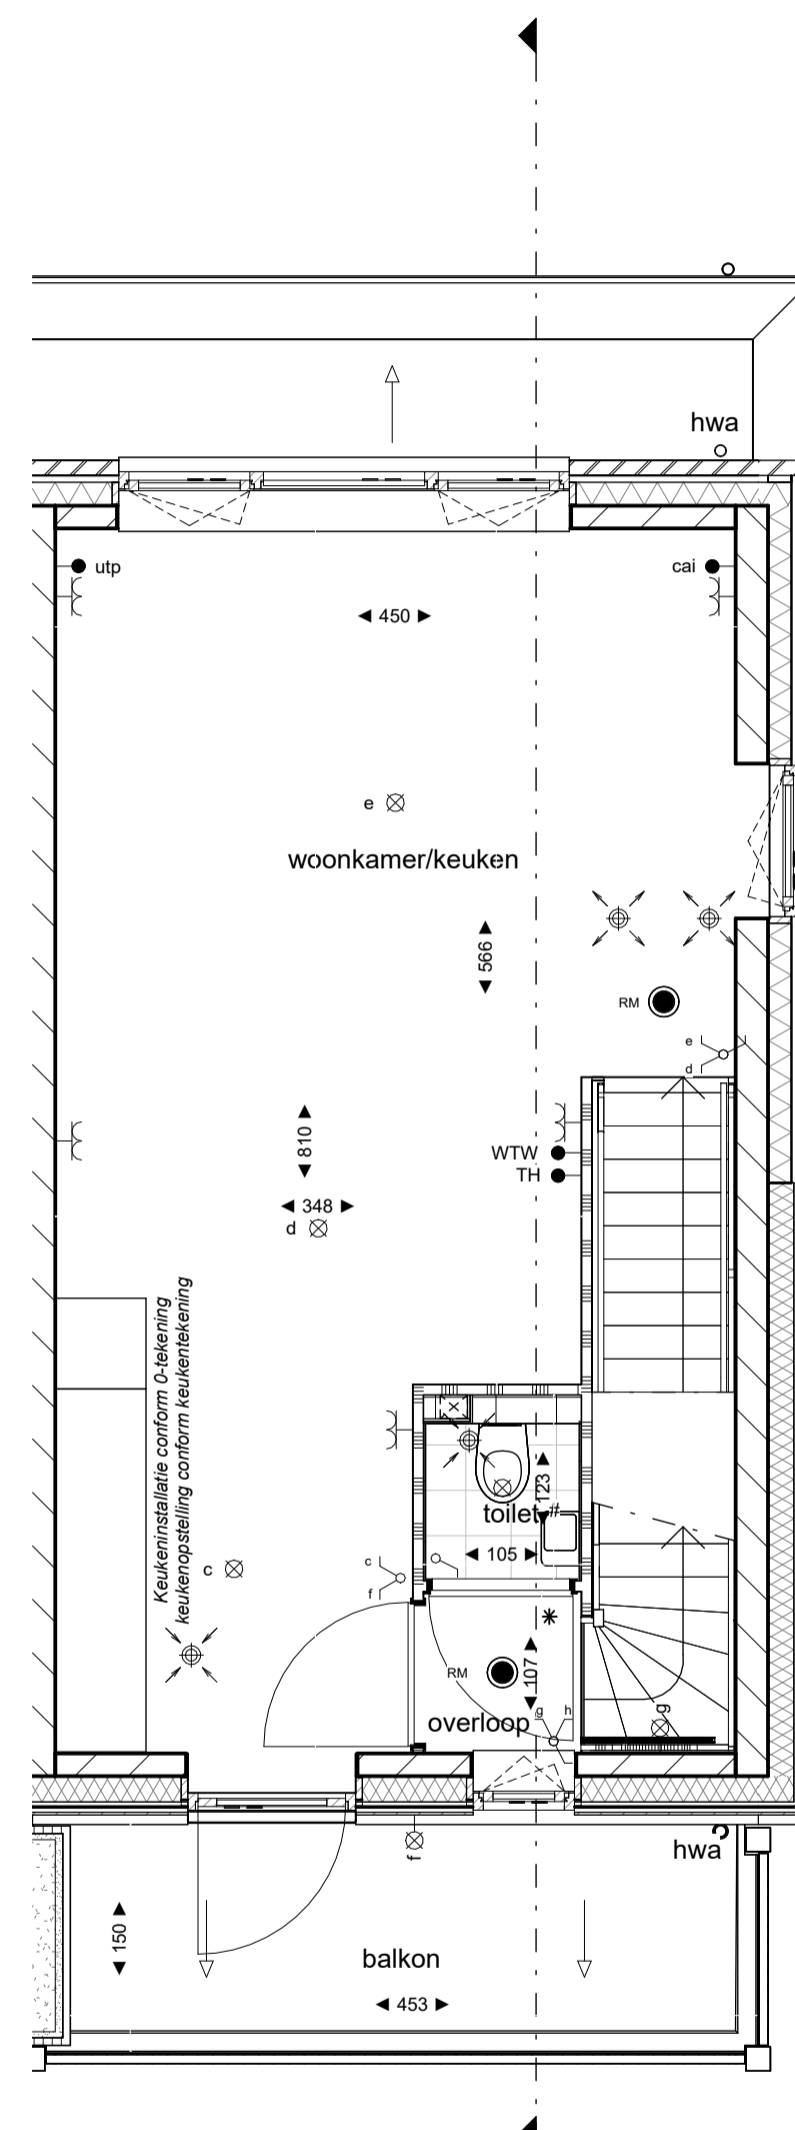 hwa
utp
cai
450
e
woonkamer/keuken
566
RM
e
d
810
WTW
TH
348
d
Keukeninstallatie conform 0-tekening
keukenopstelling conform keukentekening
x
123
toilet #
105
c
c
f
RM
107
g
h
g
overloop
f
hwa
150
balkon
453